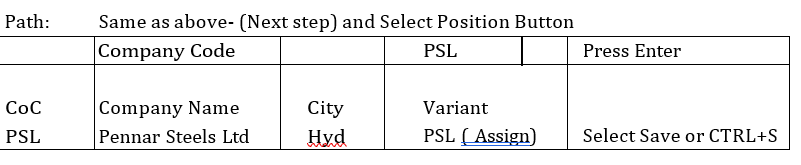 Path: Same as above- (Next step) and Select Position Button
Company Code PSL Press Enter
CoC Company Name City Variant
PSL Pennar Steels Ltd Hyd PSL ( Assign) Select Save or CTRL+S